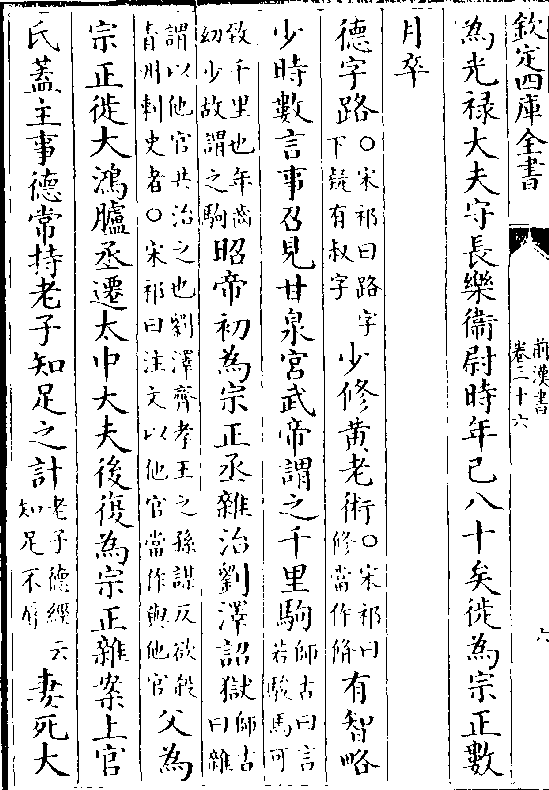 欽定四庫全書
前漢書
卷三十六
六
為光祿大夫守長樂衛尉時年已八十矣徙為宗正數
月卒
德字路○宋祁曰路字下疑有叔字少修黃老術○宋祁曰修當作脩有智略
少時數言事召見甘泉宮武帝謂之千里駒師古曰言若駿馬可
致千里也年齒幼少故謂之駒昭帝初為宗正丞雜治劉澤詔獄師古曰雜
謂以他官共治之也劉澤齊孝王之孫謀反欲殺青州刺史者○宋祁曰注文以他官當作與他官父為
宗正徙大鴻臚丞遷太中大夫後復為宗正雜案上官
氏蓋主事德常持老子知足之計老子德經云知足不辱妻死大